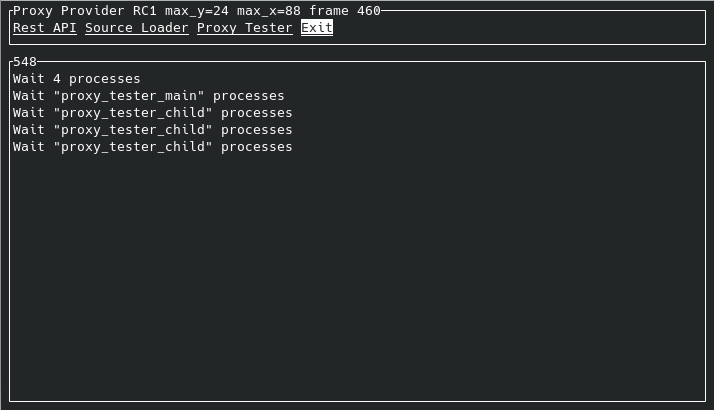 Proxy Provider RC1 max_y=24 max_x=88 frame 460
Rest API Source Loader Proxy Tester Exit
548
Wait 4 processes
Wait "proxy_tester_main" processes
Wait "proxy_tester_child" processes
Wait "proxy_tester_child" processes
Wait "proxy_tester_child" processes